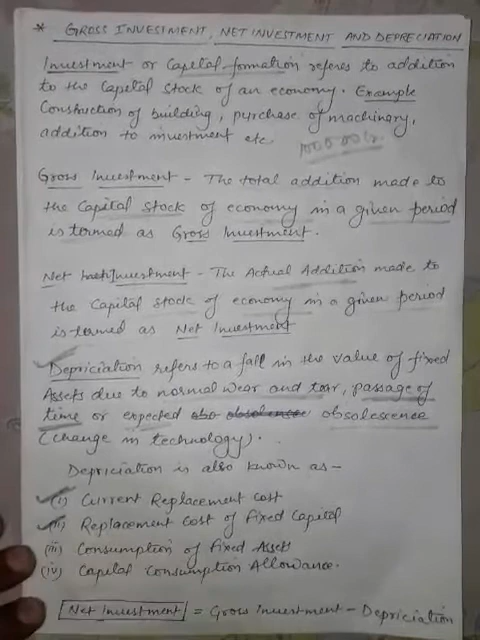 * GROSS INVESTMENT, NET INVESTMENT AND DEPRECIATION
Investment or Capital formation referes to addition
to the Capital Stock of an economy. Example
Construction of building, purchase of machinary,
addition to investment etc
Gross Investment - The total addition made to
the Capital Stock of economy in a given period
is termed as Gross Investment.
Net Investment - The Actual Addition made to
the Capital stock of economy in a given period
is termed as Net Investment
Depriciation refers to a fall in the value of fixed
Assets due to normal wear and tear, passage of
time or expected obsolescence
(change in technology).
Depriciation is also known as -
(i) Current Replacement Cost
(ii) Replacement Cost of Fixed Capital
(iii) Consumption of fixed Assets
(iv) Capital Consumption Allowance.
Net Investment = Gross Investment - Depriciation